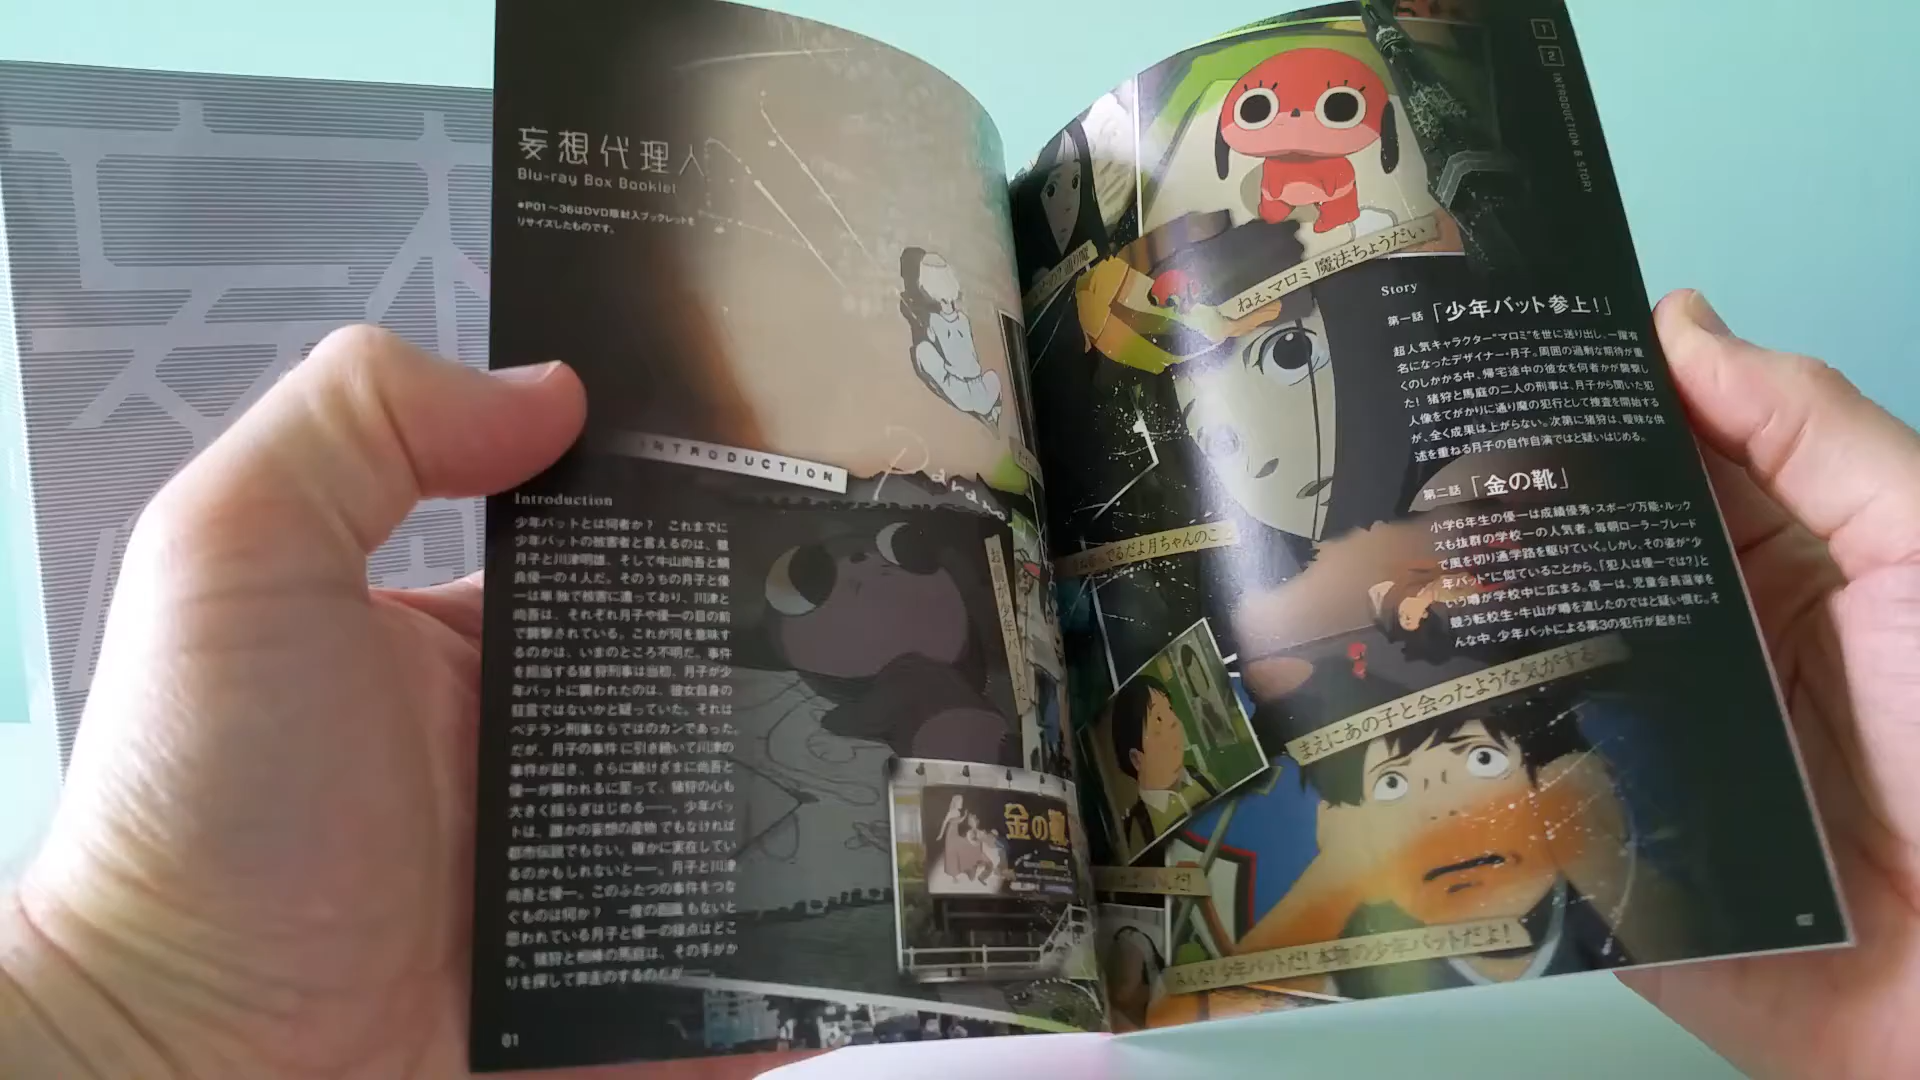 妄想代理人
Blu-ray Box Booklet
●P01～36はDVD版封入ブックレットを
リサイズしたものです。
INTRODUCTION
Introduction
少年バットとは何者か？ これまでに
少年バットの被害者と言えるのは、鷺
月子と川津明雄、そして牛山尚吾と鯛
良優一の4人だ。そのうちの月子と優
一は単独で被害に遭っており、川津と
尚吾は、それぞれ月子や優一の目の前
で襲撃されている。これが何を意味す
るのかは、いまのところ不明だ。事件
を担当する猪狩刑事は当初、月子が少
年バットに襲われたのは、彼女自身の
狂言ではないかと疑っていた。それは
ベテラン刑事ならではのカンであった。
だが、月子の事件に引き続いて川津の
事件が起き、さらに続けざまに尚吾と
優一が襲われるに至って、猪狩の心も
大きく揺らぎはじめる――。少年バッ
トは、誰かの妄想の産物でもなければ
都市伝説でもない。確かに実在してい
るのかもしれないと――。月子と川津
尚吾と優一。このふたつの事件をつな
ぐものは何か？ 一度の面識もないと
思われている月子と優一の接点はどこ
か。猪狩と相棒の馬庭は、その手がか
りを探して奔走のするのだが――
金の靴
01
1
2
INTRODUCTION & STORY
ねぇ、マロミ 魔法ちょうだい
Story
第一話「少年バット参上！」
超人気キャラクター“マロミ”を世に送り出し、一躍有
名になったデザイナー・月子。周囲の過剰な期待が重
くのしかかる中、帰宅途中の彼女を何者かが襲撃し
た！ 猪狩と馬庭の二人の刑事は、月子から聞いた犯
人像をてがかりに通り魔の犯行として捜査を開始する
が、全く成果は上がらない。次第に猪狩は、曖昧な供
述を重ねる月子の自作自演ではと疑いはじめる。
第二話「金の靴」
小学6年生の優一は成績優秀・スポーツ万能・ルック
スも抜群の学校一の人気者。毎朝ローラーブレード
で風を切り通学路を駆けていく。しかし、その姿が“少
年バット”に似ていることから、「犯人は優一では？」と
いう噂が学校中に広まる。優一は、児童会長選挙を
競う転校生・牛山が噂を流したのではと疑い恨む。そ
んな中、少年バットによる第3の犯行が起きた！
でるだよ月ちゃんのこと
まえにあの子と会ったような気がする
みんな！少年バットだ！本物の少年バットだよ！
02